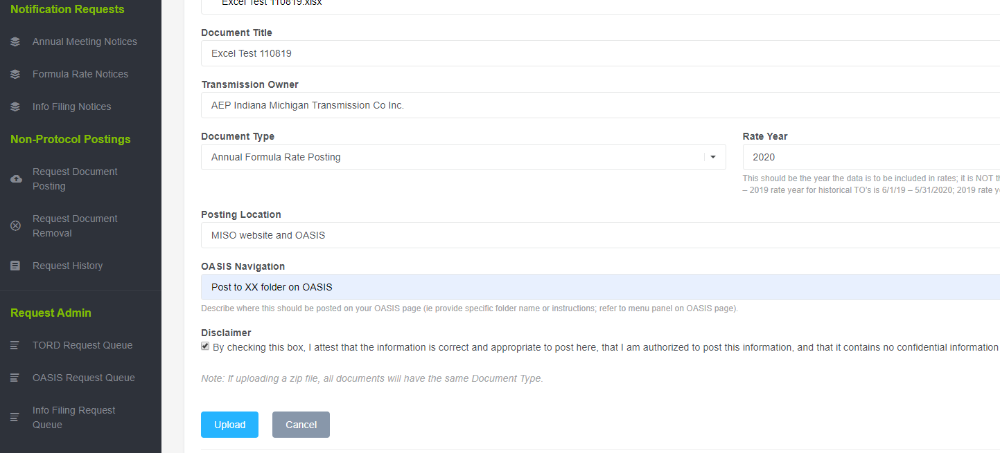 Notification Requests
Annual Meeting Notices
Formula Rate Notices
Info Filing Notices
Non-Protocol Postings
Request Document
Posting
Request Document
Removal
Request History
Request Admin
TORD Request Queue
OASIS Request Queue
Info Filing Request
Queue
Excel Test 110819.xlsx
Document Title
Excel Test 110819
Transmission Owner
AEP Indiana Michigan Transmission Co Inc.
Document Type
Annual Formula Rate Posting
Rate Year
2020
This should be the year the data is to be included in rates; it is NOT
– 2019 rate year for historical TO's is 6/1/19 – 5/31/2020; 2019 rate
Posting Location
MISO website and OASIS
OASIS Navigation
Post to XX folder on OASIS
Describe where this should be posted on your OASIS page (ie provide specific folder name or instructions; refer to menu panel on OASIS page).
Disclaimer
By checking this box, I attest that the information is correct and appropriate to post here, that I am authorized to post this information, and that it contains no confidential information
Note: If uploading a zip file, all documents will have the same Document Type.
Upload
Cancel